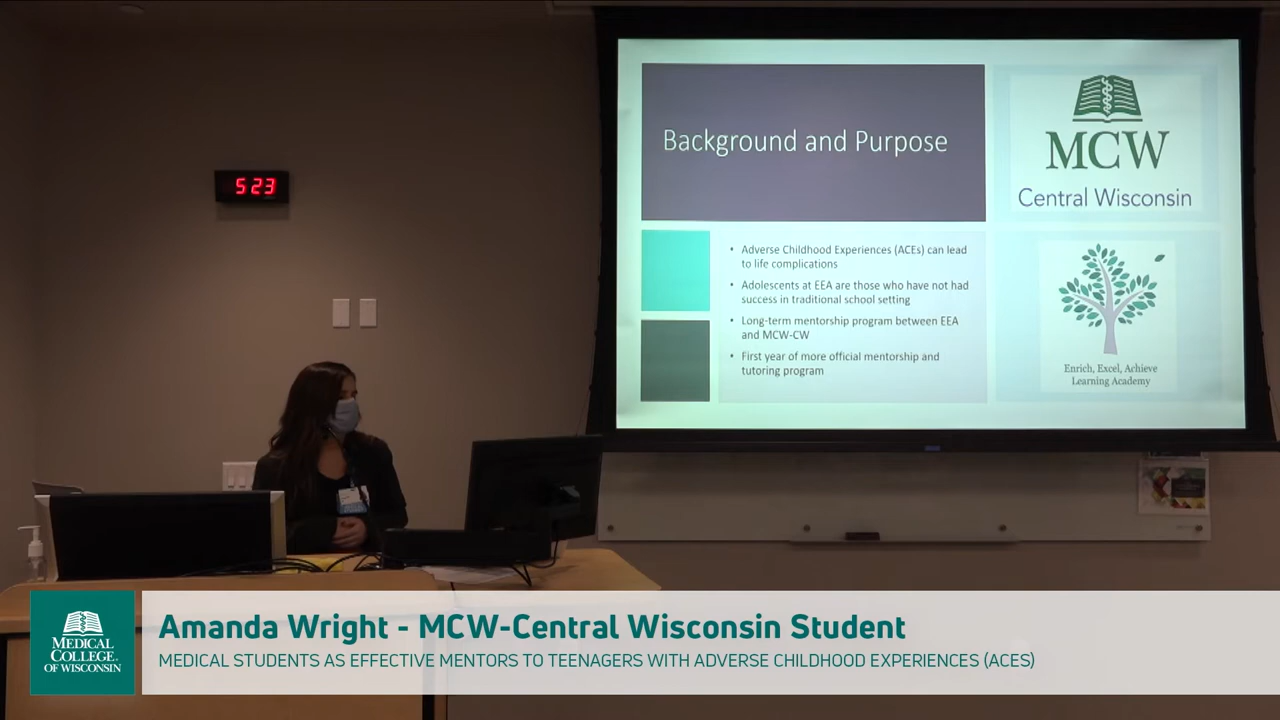 523
Background and Purpose
MCW
Central Wisconsin
• Adverse Childhood Experiences (ACEs) can lead
to life complications
• Adolescents at EEA are those who have not had
success in traditional school setting
• Long-term mentorship program between EEA
and MCW-CW
• First year of more official mentorship and
tutoring program
Enrich, Excel, Achieve
Learning Academy
MEDICAL
COLLEGE
OF WISCONSIN
Amanda Wright - MCW-Central Wisconsin Student
MEDICAL STUDENTS AS EFFECTIVE MENTORS TO TEENAGERS WITH ADVERSE CHILDHOOD EXPERIENCES (ACES)